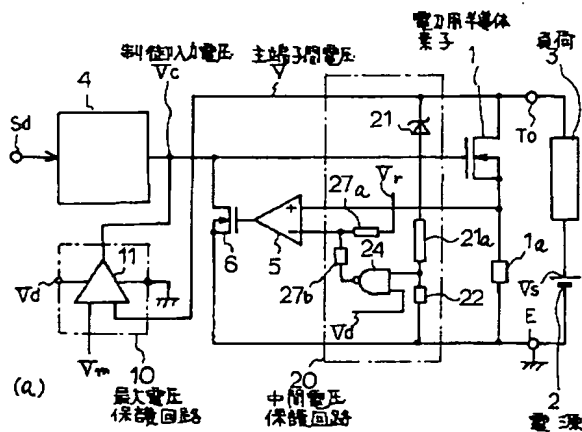 電力用半導体
素子
1
負荷
3
制御入力電圧
Vc
主端子間電圧
V
4
21
To
Sd
Vr
27a
+
−
6
5
27b
24
21a
1a
11
Vd
Vd
22
Vs
E
Vm
(a)
10
最大電圧
保護回路
20
中間電圧
保護回路
2
電源